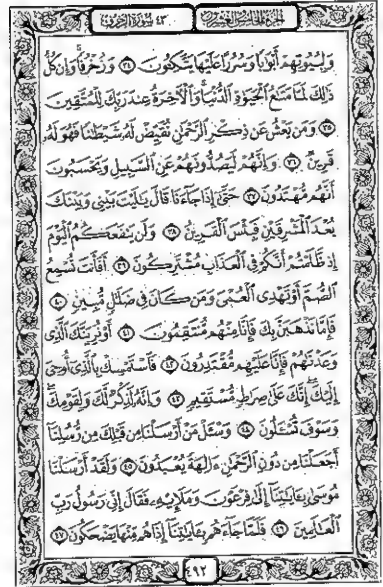 الجزء الخامس والعشرون ٤٣ سورة الزخرف
وَلِبُيُوتِهِمْ أَبْوَٰبًا وَسُرُرًا عَلَيْهَا يَتَّكِـُٔونَ ٣٤ وَزُخْرُفًا وَإِن كُلُّ
ذَٰلِكَ لَمَّا مَتَٰعُ ٱلْحَيَوٰةِ ٱلدُّنْيَا وَٱلْـَٔاخِرَةُ عِندَ رَبِّكَ لِلْمُتَّقِينَ
٣٥ وَمَن يَعْشُ عَن ذِكْرِ ٱلرَّحْمَٰنِ نُقَيِّضْ لَهُۥ شَيْطَٰنًا فَهُوَ لَهُۥ
قَرِينٌ ٣٦ وَإِنَّهُمْ لَيَصُدُّونَهُمْ عَنِ ٱلسَّبِيلِ وَيَحْسَبُونَ
أَنَّهُم مُّهْتَدُونَ ٣٧ حَتَّىٰٓ إِذَا جَآءَنَا قَالَ يَٰلَيْتَ بَيْنِى وَبَيْنَكَ
بُعْدَ ٱلْمَشْرِقَيْنِ فَبِئْسَ ٱلْقَرِينُ ٣٨ وَلَن يَنفَعَكُمُ ٱلْيَوْمَ
إِذ ظَّلَمْتُمْ أَنَّكُمْ فِى ٱلْعَذَابِ مُشْتَرِكُونَ ٣٩ أَفَأَنتَ تُسْمِعُ
ٱلصُّمَّ أَوْ تَهْدِى ٱلْعُمْىَ وَمَن كَانَ فِى ضَلَٰلٍ مُّبِينٍ ٤٠
فَإِمَّا نَذْهَبَنَّ بِكَ فَإِنَّا مِنْهُم مُّنتَقِمُونَ ٤١ أَوْ نُرِيَنَّكَ ٱلَّذِى
وَعَدْنَٰهُمْ فَإِنَّا عَلَيْهِم مُّقْتَدِرُونَ ٤٢ فَٱسْتَمْسِكْ بِٱلَّذِىٓ أُوحِىَ
إِلَيْكَ إِنَّكَ عَلَىٰ صِرَٰطٍ مُّسْتَقِيمٍ ٤٣ وَإِنَّهُۥ لَذِكْرٌ لَّكَ وَلِقَوْمِكَ
وَسَوْفَ تُسْـَٔلُونَ ٤٤ وَسْـَٔلْ مَنْ أَرْسَلْنَا مِن قَبْلِكَ مِن رُّسُلِنَآ
أَجَعَلْنَا مِن دُونِ ٱلرَّحْمَٰنِ ءَالِهَةً يُعْبَدُونَ ٤٥ وَلَقَدْ أَرْسَلْنَا
مُوسَىٰ بِـَٔايَٰتِنَآ إِلَىٰ فِرْعَوْنَ وَمَلَإِي۟هِۦ فَقَالَ إِنِّى رَسُولُ رَبِّ
ٱلْعَٰلَمِينَ ٤٦ فَلَمَّا جَآءَهُم بِـَٔايَٰتِنَآ إِذَا هُم مِّنْهَا يَضْحَكُونَ ٤٧
٤٩٢